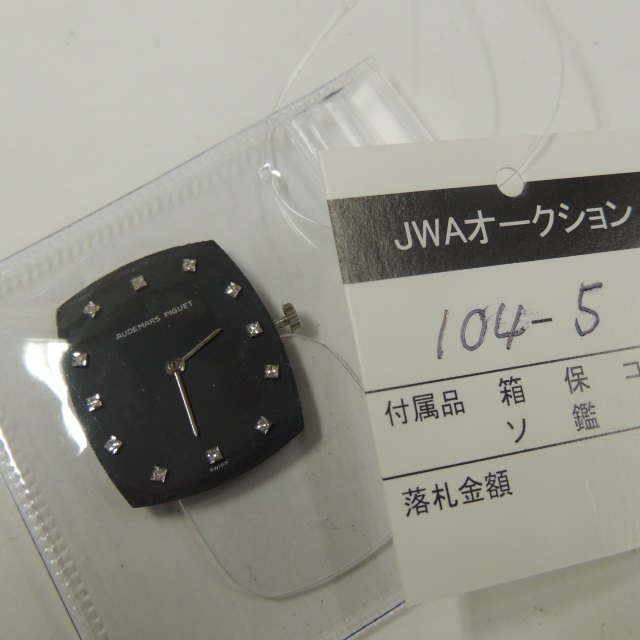 AUDEMARS PIGUET
SWISS
JWAオークション
104-5
付属品 箱 保 コ
ソ 鑑
落札金額